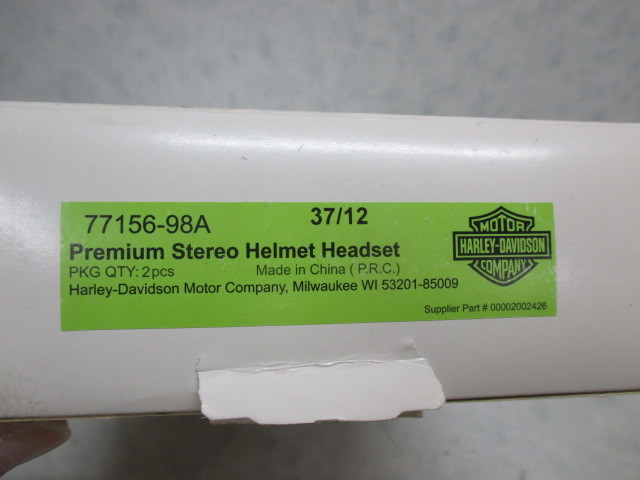 77156-98A
37/12
Premium Stereo Helmet Headset
PKG QTY: 2pcs
Made in China ( P.R.C.)
Harley-Davidson Motor Company, Milwaukee WI 53201-85009
MOTOR
HARLEY-DAVIDSON
COMPANY
Supplier Part # 00002002426